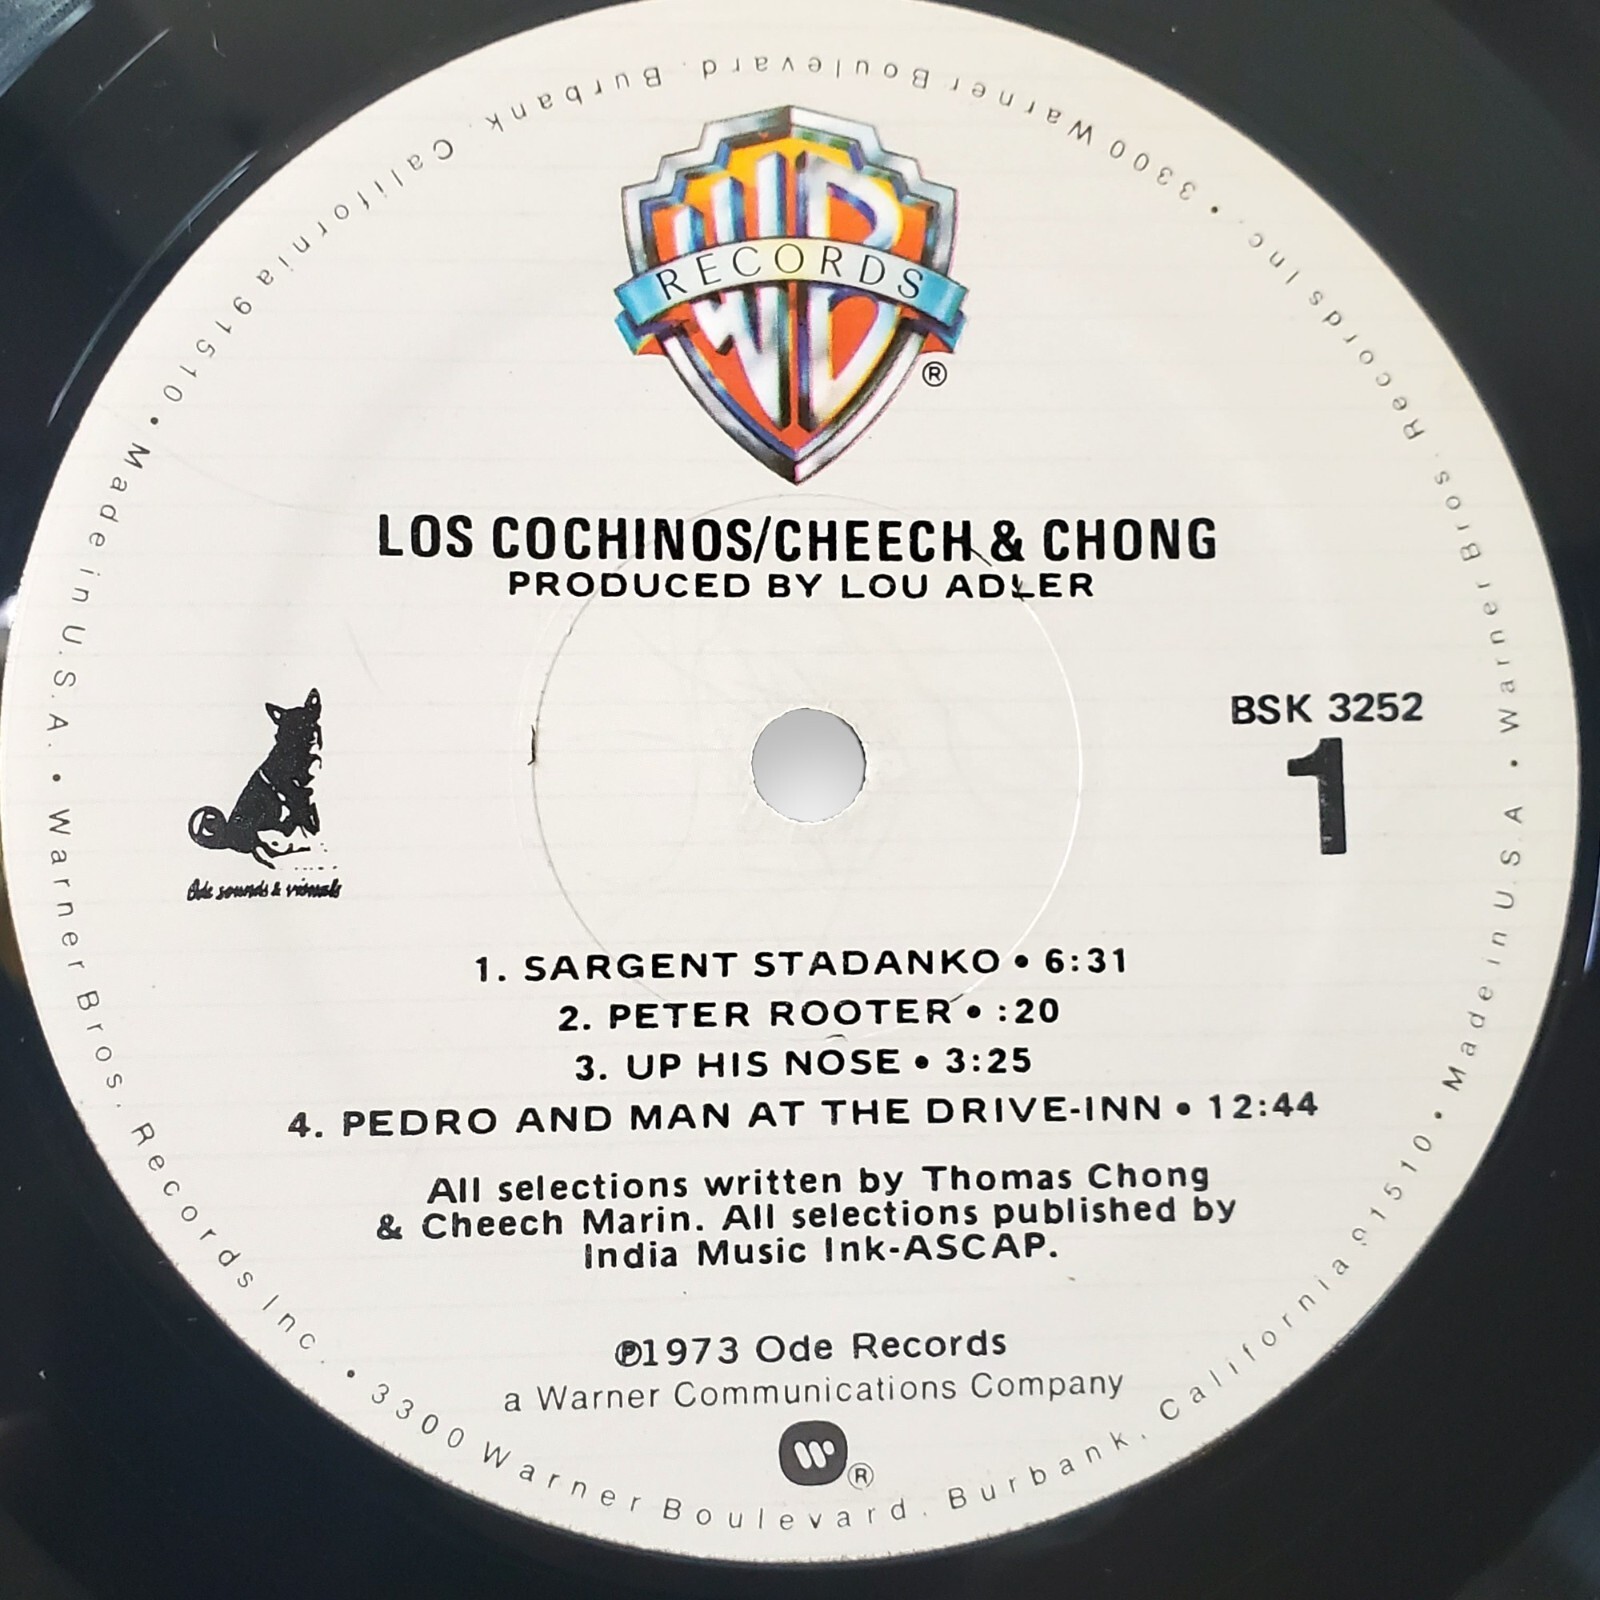 Warner Bros. Records Inc. • 3300 Warner Boulevard. Burbank. California 91510 • Made in U.S.A. • Warner Bros. Records Inc. • 3300 Warner Boulevard. Burbank. California 91510 • Made in U.S.A •
WB
RECORDS
®
LOS COCHINOS/CHEECH & CHONG
PRODUCED BY LOU ADLER
BSK 3252
1
®
Ode sounds & visuals
1. SARGENT STADANKO • 6:31
2. PETER ROOTER • :20
3. UP HIS NOSE • 3:25
4. PEDRO AND MAN AT THE DRIVE-INN • 12:44
All selections written by Thomas Chong
& Cheech Marin. All selections published by
India Music Ink-ASCAP.
℗1973 Ode Records
a Warner Communications Company
W ®